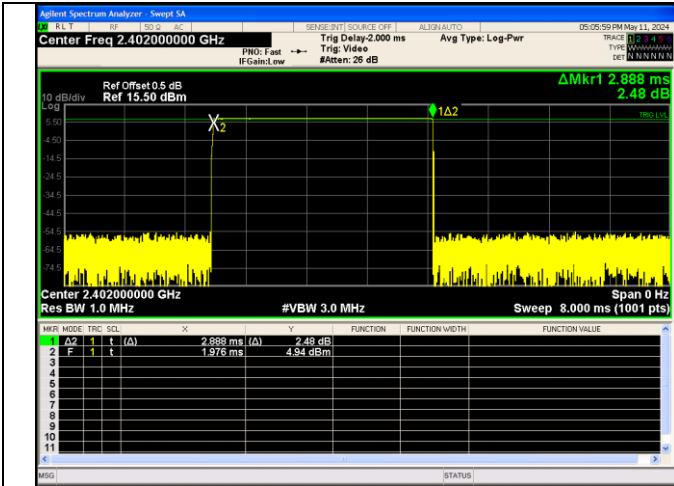 Agilent Spectrum Analyzer - Swept SA
RL T RF 50 Ω AC SENSE:INT SOURCE OFF ALIGN AUTO 05:05:59 PM May 11, 2024
Center Freq 2.402000000 GHz
PNO: Fast
IFGain:Low
Trig Delay-2.000 ms
Trig: Video
#Atten: 26 dB
Avg Type: Log-Pwr
TRACE 1 2 3 4 5 6
TYPE W
DET N N N N N N
ΔMkr1 2.888 ms
2.48 dB
Ref Offset 0.5 dB
10 dB/div Ref 15.50 dBm
Log
1Δ2
TRIG LVL
5.50
X2
-4.50
-14.5
-24.5
-34.5
-44.5
-54.5
-64.5
-74.5
Center 2.402000000 GHz Span 0 Hz
Res BW 1.0 MHz #VBW 3.0 MHz Sweep 8.000 ms (1001 pts)
MKR MODE TRC SCL X Y FUNCTION FUNCTION WIDTH FUNCTION VALUE
1 Δ2 1 t (Δ) 2.888 ms (Δ) 2.48 dB
2 F 1 t 1.976 ms 4.94 dBm
3
4
5
6
7
8
9
10
11
MSG STATUS